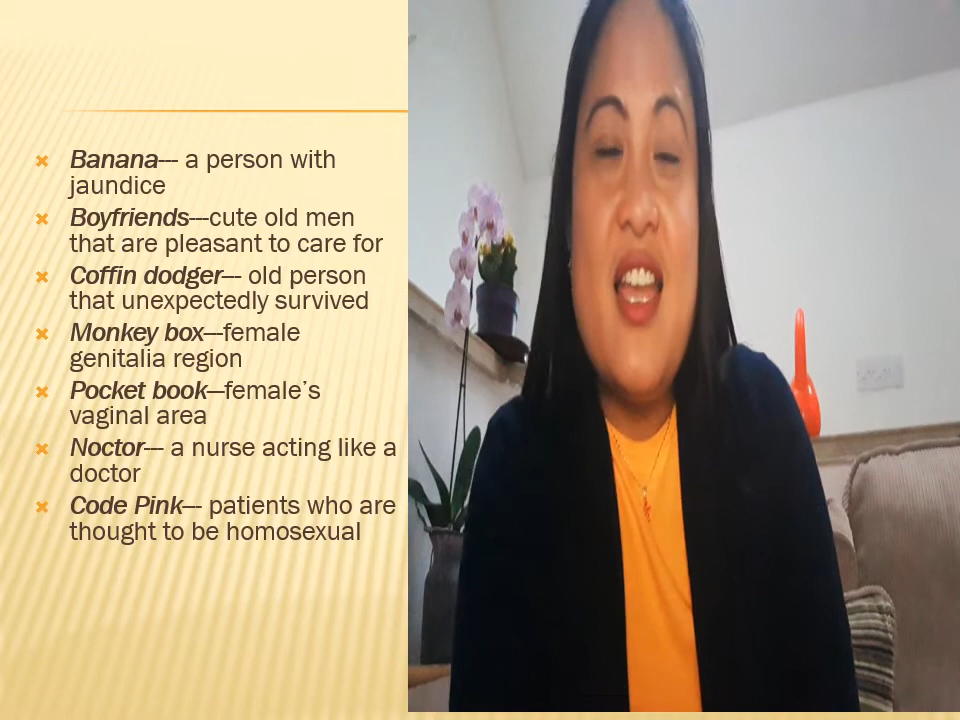 Banana--- a person with
jaundice
Boyfriends---cute old men
that are pleasant to care for
Coffin dodger--- old person
that unexpectedly survived
Monkey box---female
genitalia region
Pocket book---female's
vaginal area
Noctor--- a nurse acting like a
doctor
Code Pink--- patients who are
thought to be homosexual